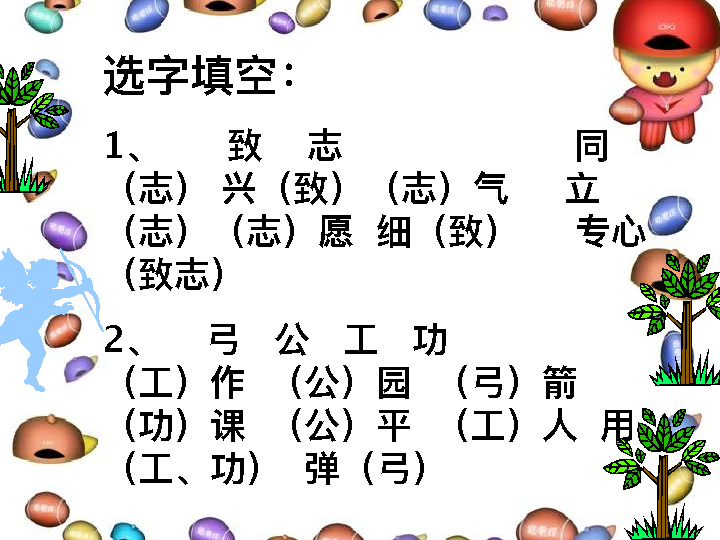 选字填空：
1、 致 志 同
（志） 兴（致）（志）气 立
（志）（志）愿 细（致） 专心
（致志）
2、 弓 公 工 功
（工）作 （公）园 （弓）箭
（功）课 （公）平 （工）人 用
（工、功） 弹（弓）